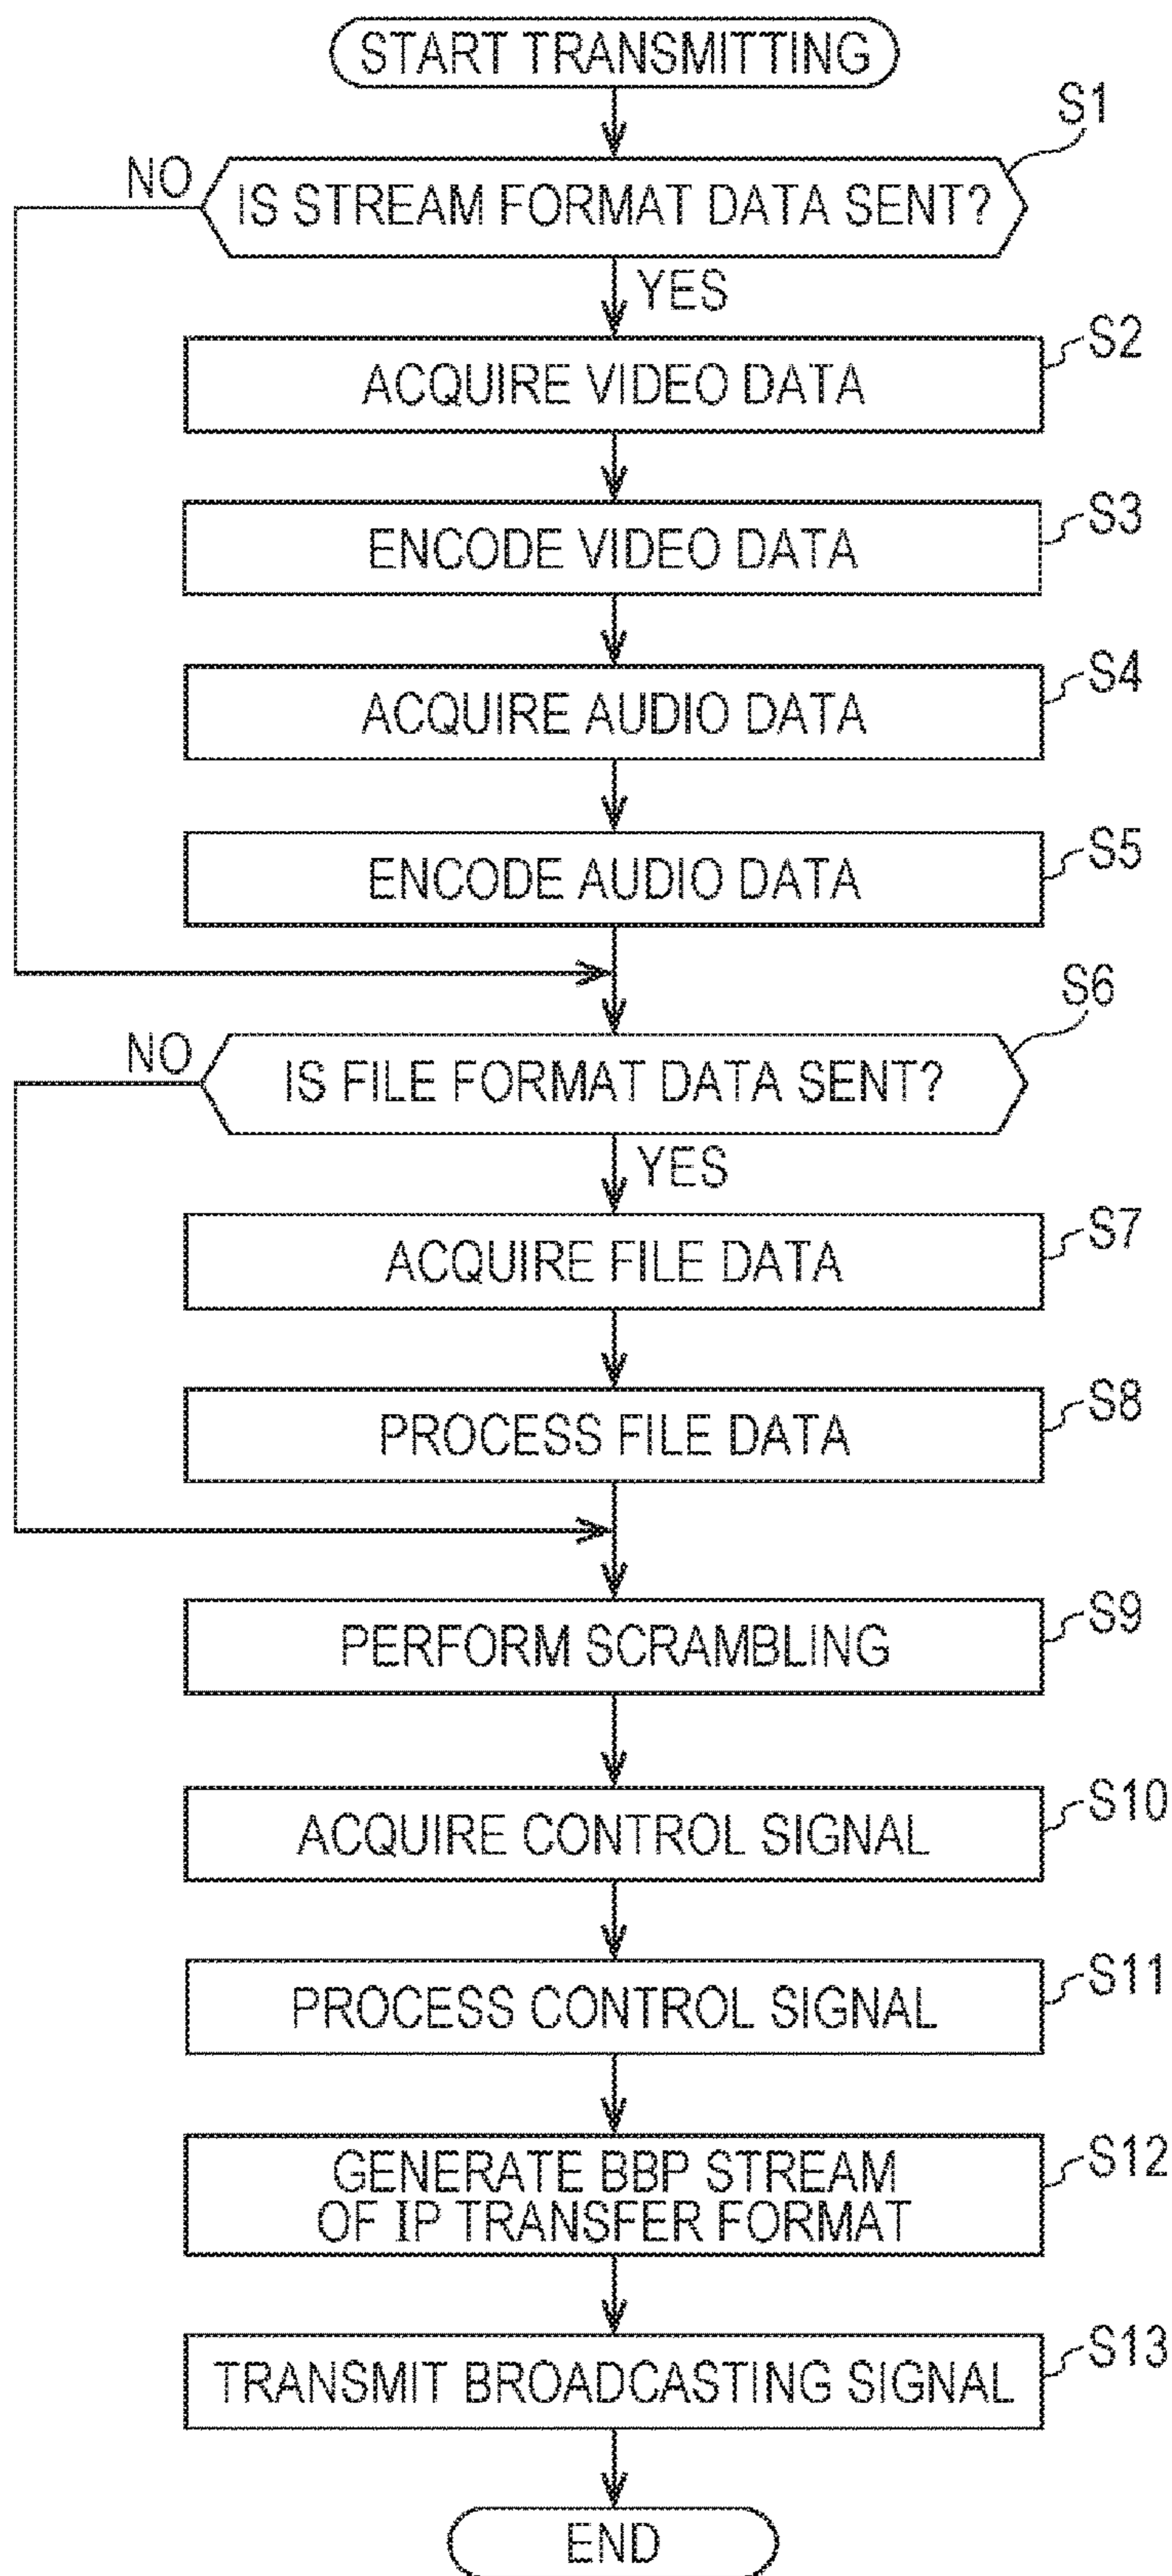 START TRANSMITTING
S1
NO
IS STREAM FORMAT DATA SENT?
YES
S2
ACQUIRE VIDEO DATA
S3
ENCODE VIDEO DATA
S4
ACQUIRE AUDIO DATA
S5
ENCODE AUDIO DATA
S6
NO
IS FILE FORMAT DATA SENT?
YES
S7
ACQUIRE FILE DATA
S8
PROCESS FILE DATA
S9
PERFORM SCRAMBLING
S10
ACQUIRE CONTROL SIGNAL
S11
PROCESS CONTROL SIGNAL
S12
GENERATE BBP STREAM
OF IP TRANSFER FORMAT
S13
TRANSMIT BROADCASTING SIGNAL
END